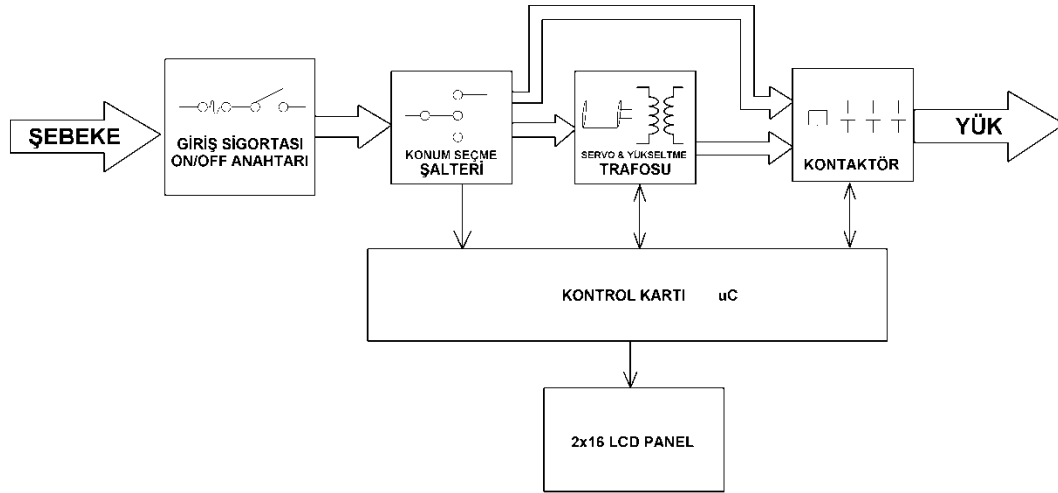 ŞEBEKE
GİRİŞ SİGORTASI
ON/OFF ANAHTARI
KONUM SEÇME
ŞALTERİ
SERVO & YÜKSELTME
TRAFOSU
KONTAKTÖR
YÜK
KONTROL KARTI uC
2x16 LCD PANEL